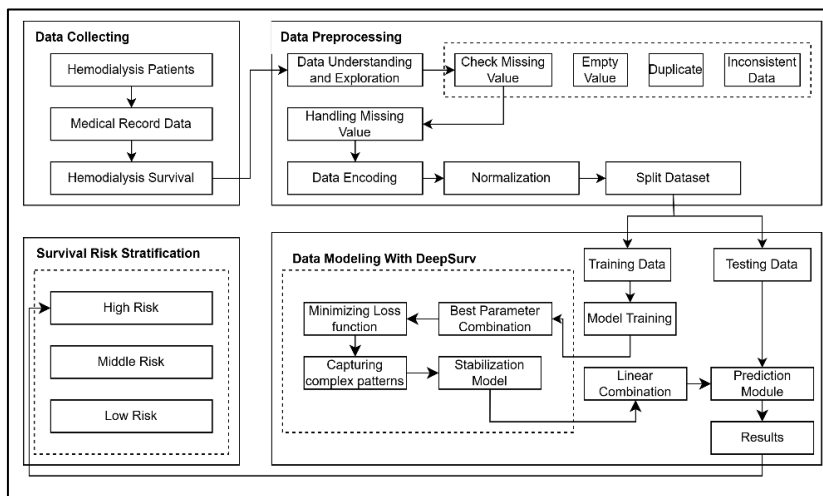 Data Collecting
Hemodialysis Patients
Medical Record Data
Hemodialysis Survival
Data Preprocessing
Data Understanding
and Exploration
Check Missing
Value
Empty
Value
Duplicate
Inconsistent
Data
Handling Missing
Value
Data Encoding
Normalization
Split Dataset
Survival Risk Stratification
High Risk
Middle Risk
Low Risk
Data Modeling With DeepSurv
Training Data
Testing Data
Minimizing Loss
function
Best Parameter
Combination
Model Training
Capturing
complex patterns
Stabilization
Model
Linear
Combination
Prediction
Module
Results